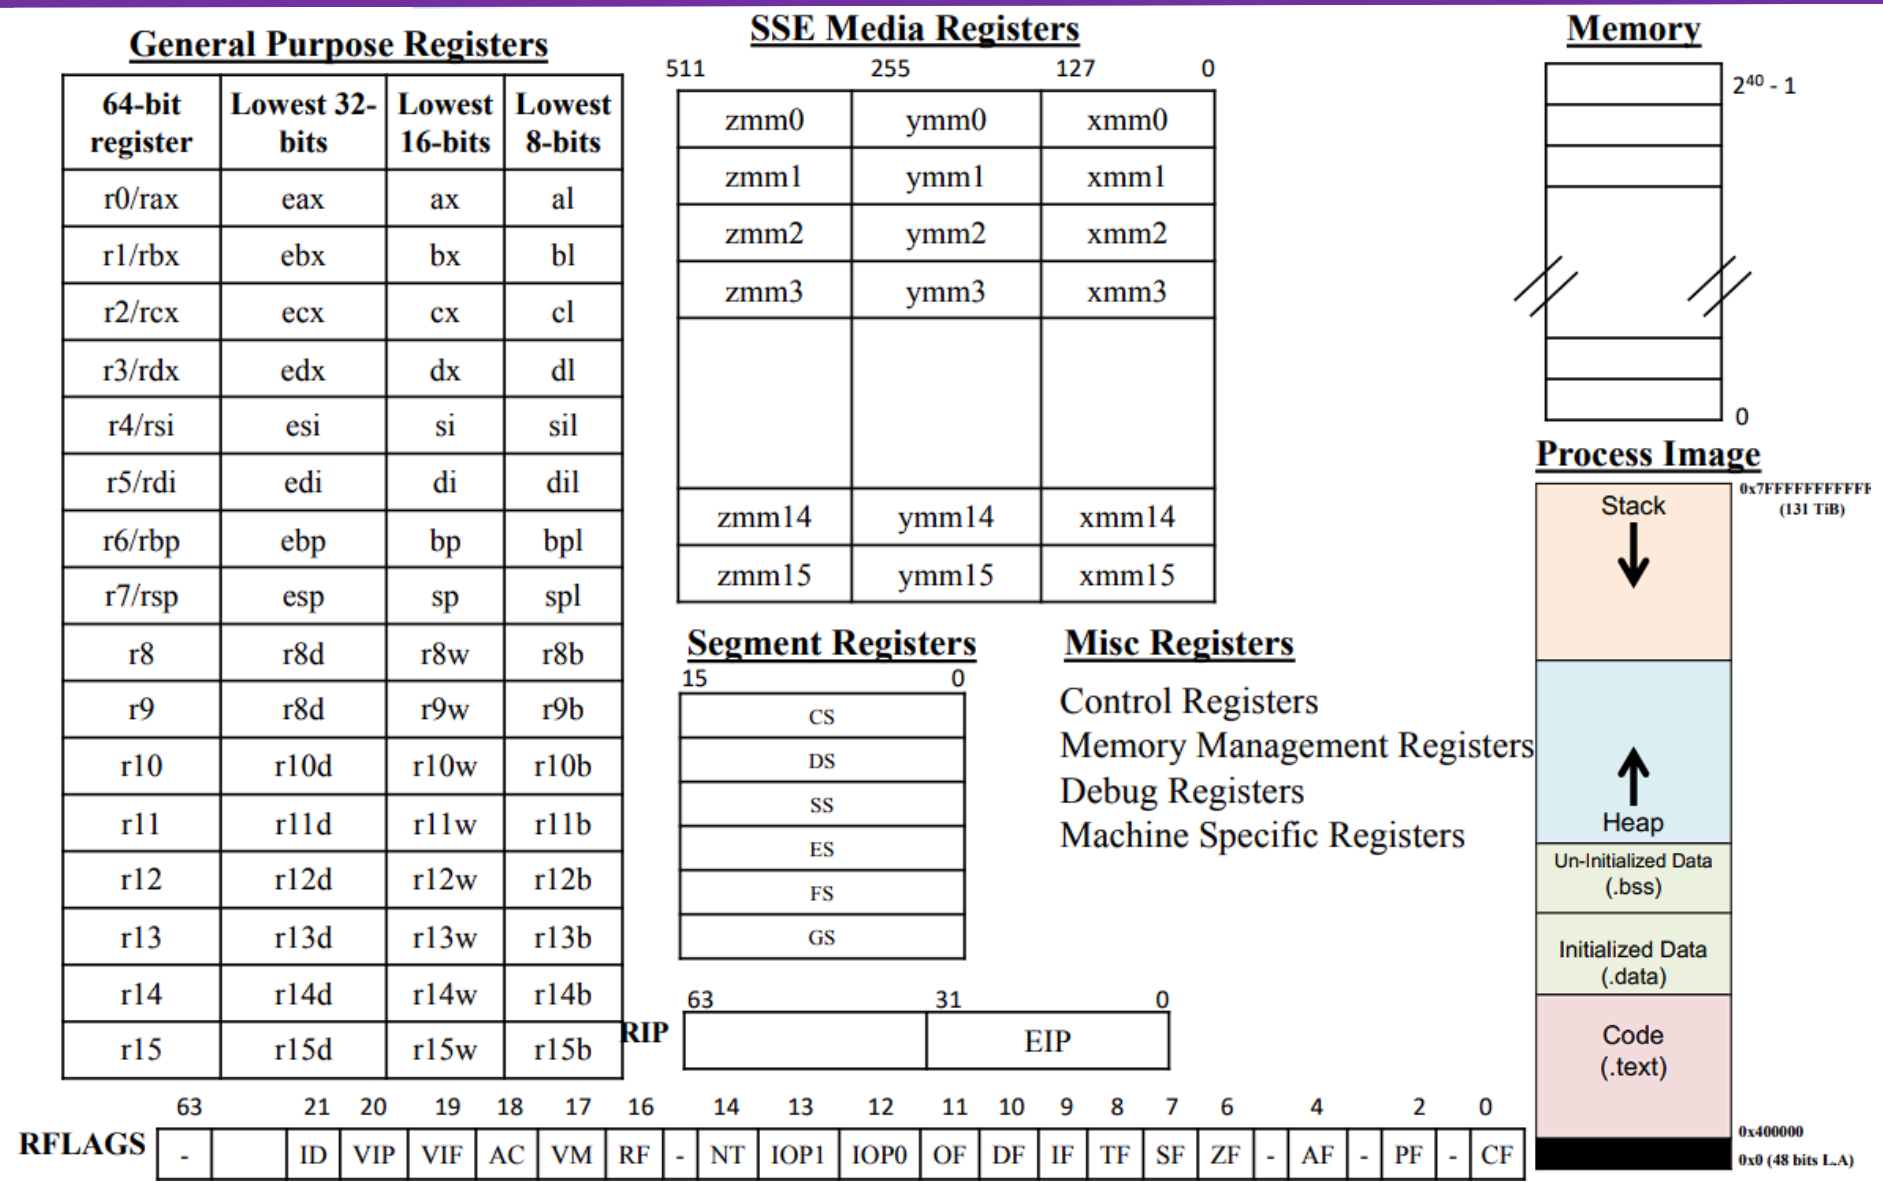 General Purpose Registers
64-bit register Lowest 32-bits Lowest 16-bits Lowest 8-bits
r0/rax eax ax al
r1/rbx ebx bx bl
r2/rcx ecx cx cl
r3/rdx edx dx dl
r4/rsi esi si sil
r5/rdi edi di dil
r6/rbp ebp bp bpl
r7/rsp esp sp spl
r8 r8d r8w r8b
r9 r8d r9w r9b
r10 r10d r10w r10b
r11 r11d r11w r11b
r12 r12d r12w r12b
r13 r13d r13w r13b
r14 r14d r14w r14b
r15 r15d r15w r15b
SSE Media Registers
511 255 127 0
zmm0 ymm0 xmm0
zmm1 ymm1 xmm1
zmm2 ymm2 xmm2
zmm3 ymm3 xmm3
zmm14 ymm14 xmm14
zmm15 ymm15 xmm15
Segment Registers
15 0
CS
DS
SS
ES
FS
GS
Misc Registers
Control Registers
Memory Management Registers
Debug Registers
Machine Specific Registers
63 31 0
RIP EIP
Memory
2⁴⁰ - 1
0
Process Image
0x7FFFFFFFFFFF
(131 TiB)
Stack
Heap
Un-Initialized Data
(.bss)
Initialized Data
(.data)
Code
(.text)
0x400000
0x0 (48 bits L.A)
63 21 20 19 18 17 16 14 13 12 11 10 9 8 7 6 4 2 0
RFLAGS - ID VIP VIF AC VM RF - NT IOP1 IOP0 OF DF IF TF SF ZF - AF - PF - CF